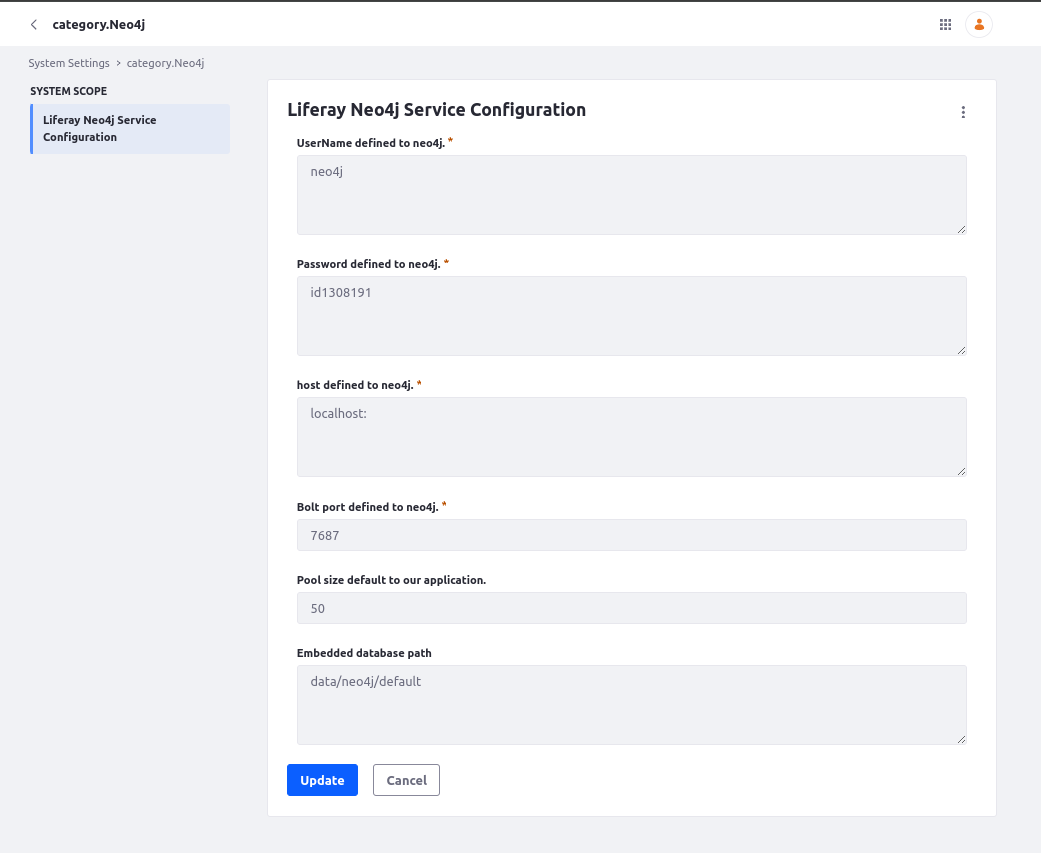 category.Neo4j
System Settings > category.Neo4j
SYSTEM SCOPE
Liferay Neo4j Service
Configuration
Liferay Neo4j Service Configuration
UserName defined to neo4j. *
neo4j
Password defined to neo4j. *
id1308191
host defined to neo4j. *
localhost:
Bolt port defined to neo4j. *
7687
Pool size default to our application.
50
Embedded database path
data/neo4j/default
Update
Cancel